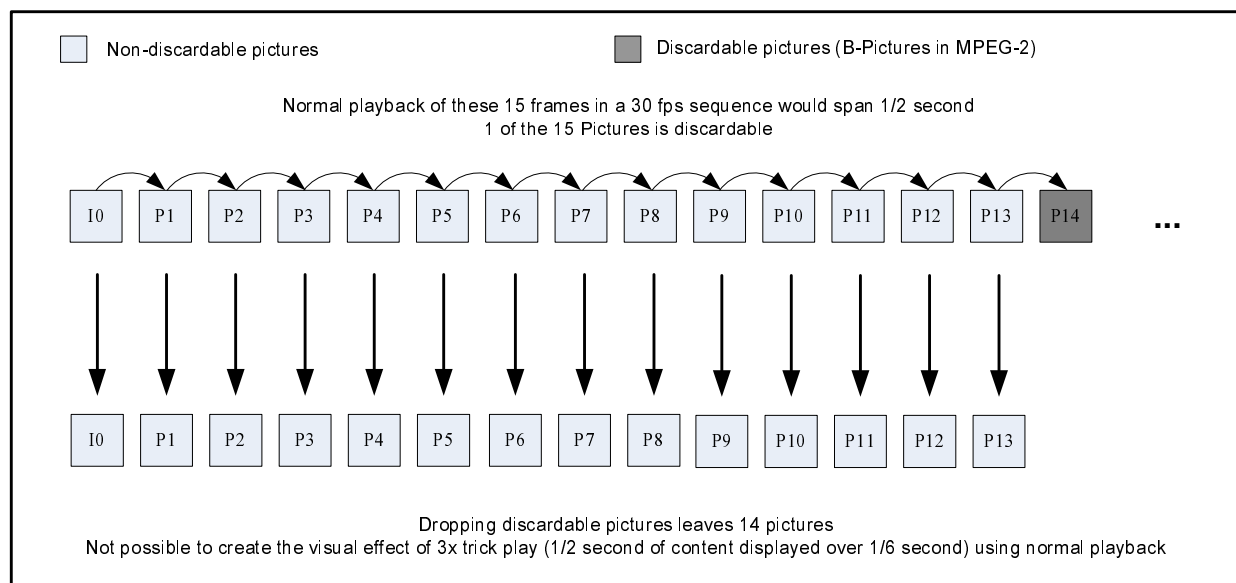 Non-discardable pictures
Discardable pictures (B-Pictures in MPEG-2)
Normal playback of these 15 frames in a 30 fps sequence would span 1/2 second
1 of the 15 Pictures is discardable
I0 P1 P2 P3 P4 P5 P6 P7 P8 P9 P10 P11 P12 P13 P14 ...
I0 P1 P2 P3 P4 P5 P6 P7 P8 P9 P10 P11 P12 P13
Dropping discardable pictures leaves 14 pictures
Not possible to create the visual effect of 3x trick play (1/2 second of content displayed over 1/6 second) using normal playback